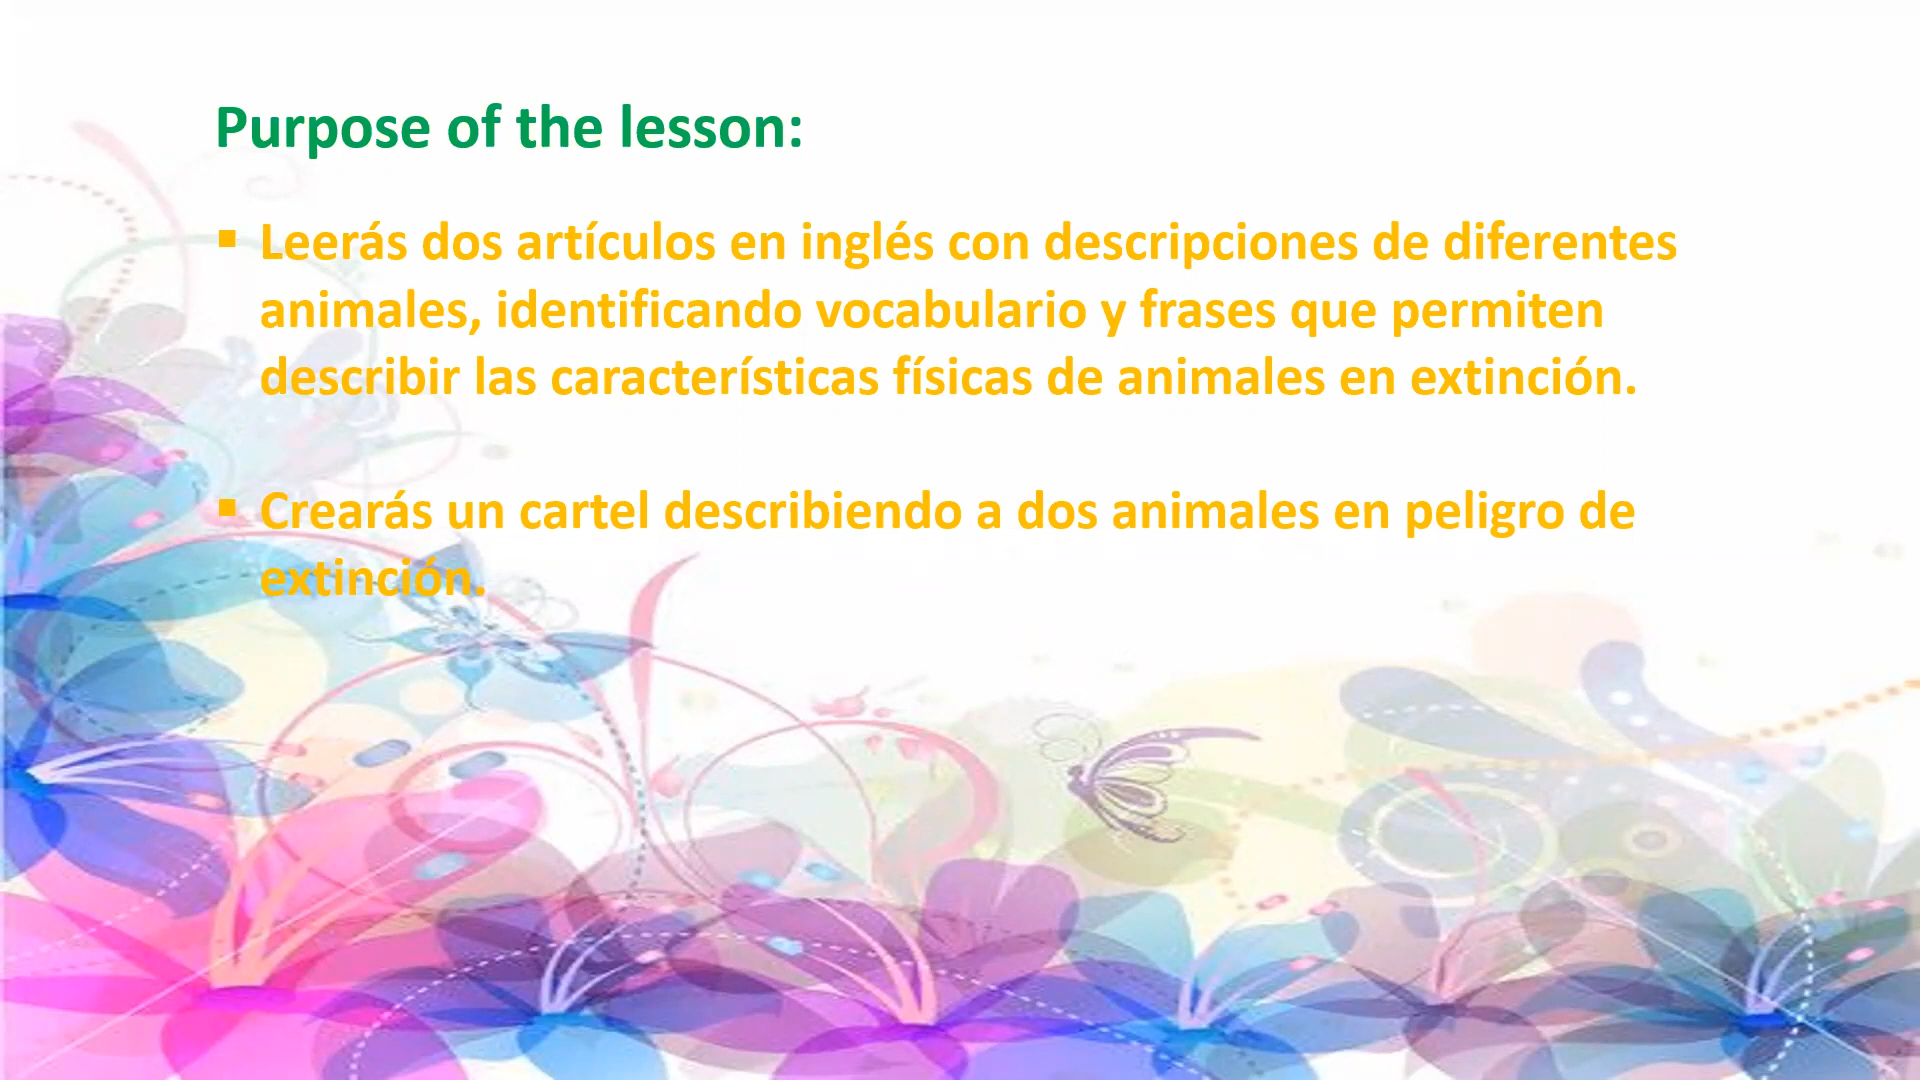 Purpose of the lesson:
▪ Leerás dos artículos en inglés con descripciones de diferentes
animales, identificando vocabulario y frases que permiten
describir las características físicas de animales en extinción.
▪ Crearás un cartel describiendo a dos animales en peligro de
extinción.